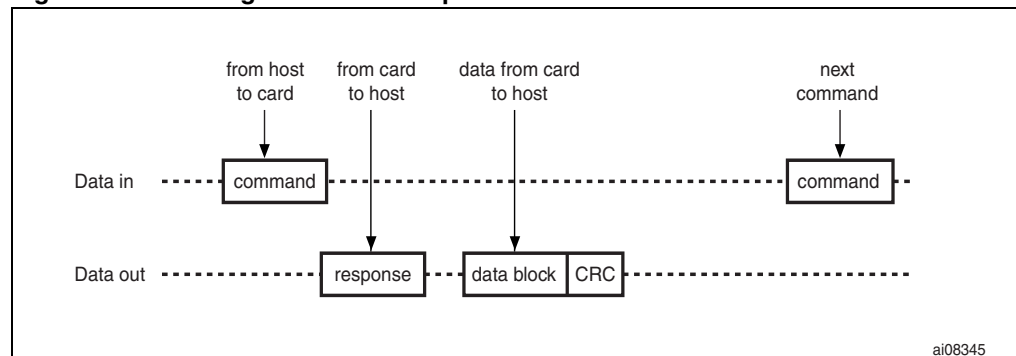 from host
to card
from card
to host
data from card
to host
next
command
Data in
command
command
Data out
response
data block
CRC
ai08345